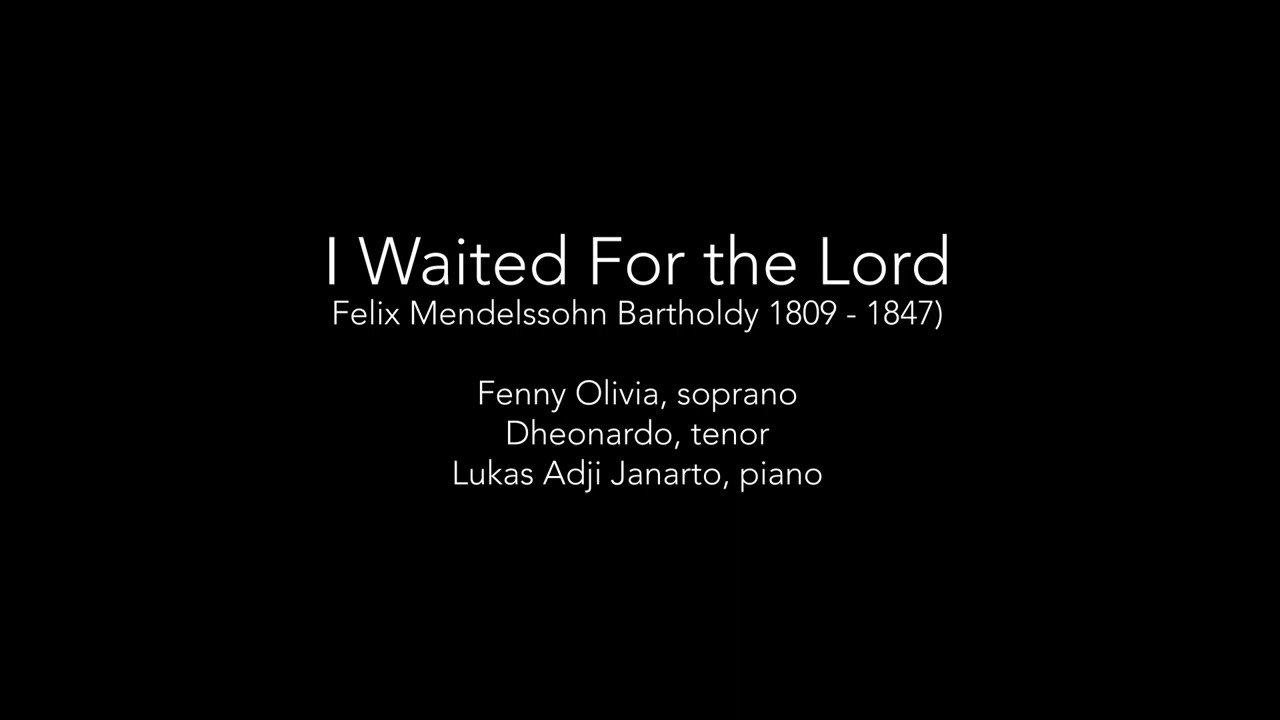 I Waited For the Lord
Felix Mendelssohn Bartholdy 1809 - 1847)
Fenny Olivia, soprano
Dheonardo, tenor
Lukas Adji Janarto, piano